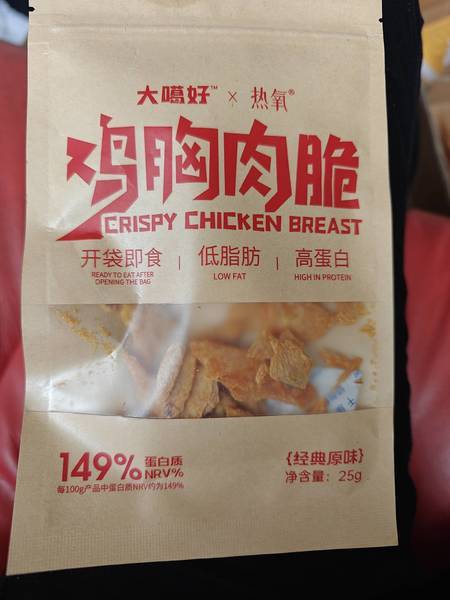 大噶好™ × 热氧®
鸡胸肉脆
CRISPY CHICKEN BREAST
开袋即食 | 低脂肪 | 高蛋白
READY TO EAT AFTER OPENING THE BAG
LOW FAT
HIGH IN PROTEIN
149% 蛋白质 NRV%
每100g产品中蛋白质NRV约为149%
{经典原味}
净含量：25g